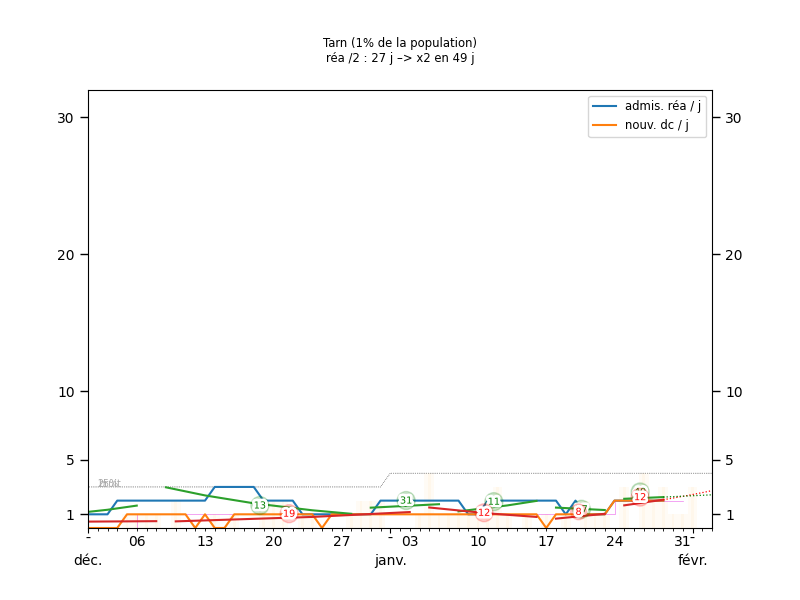 Tarn (1% de la population)
réa /2 : 27 j –> x2 en 49 j
admis. réa / j
nouv. dc / j
30 30
20 20
10 10
5 5
1 1
13 19 31 12 11 8 12
- 06 13 20 27 - 03 10 17 24 31 -
déc. janv. févr.